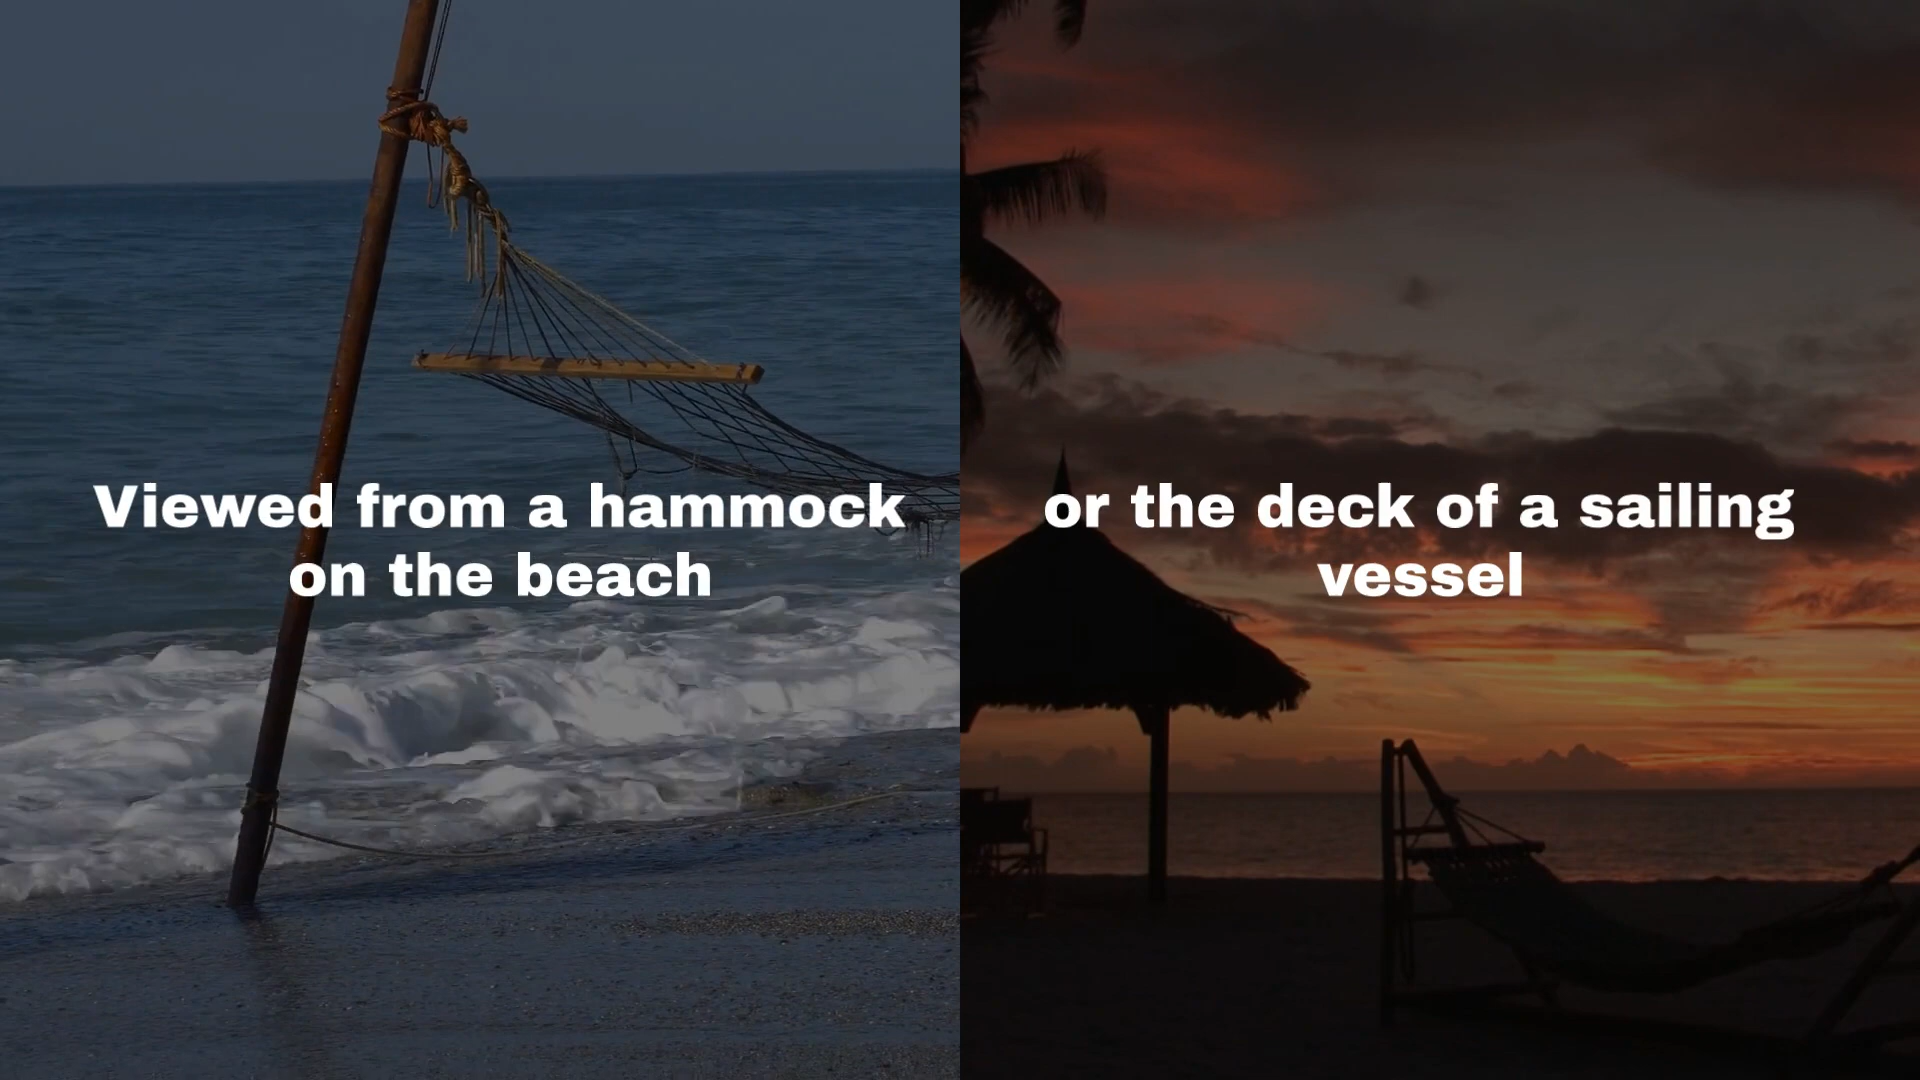 Viewed from a hammock
on the beach
or the deck of a sailing
vessel